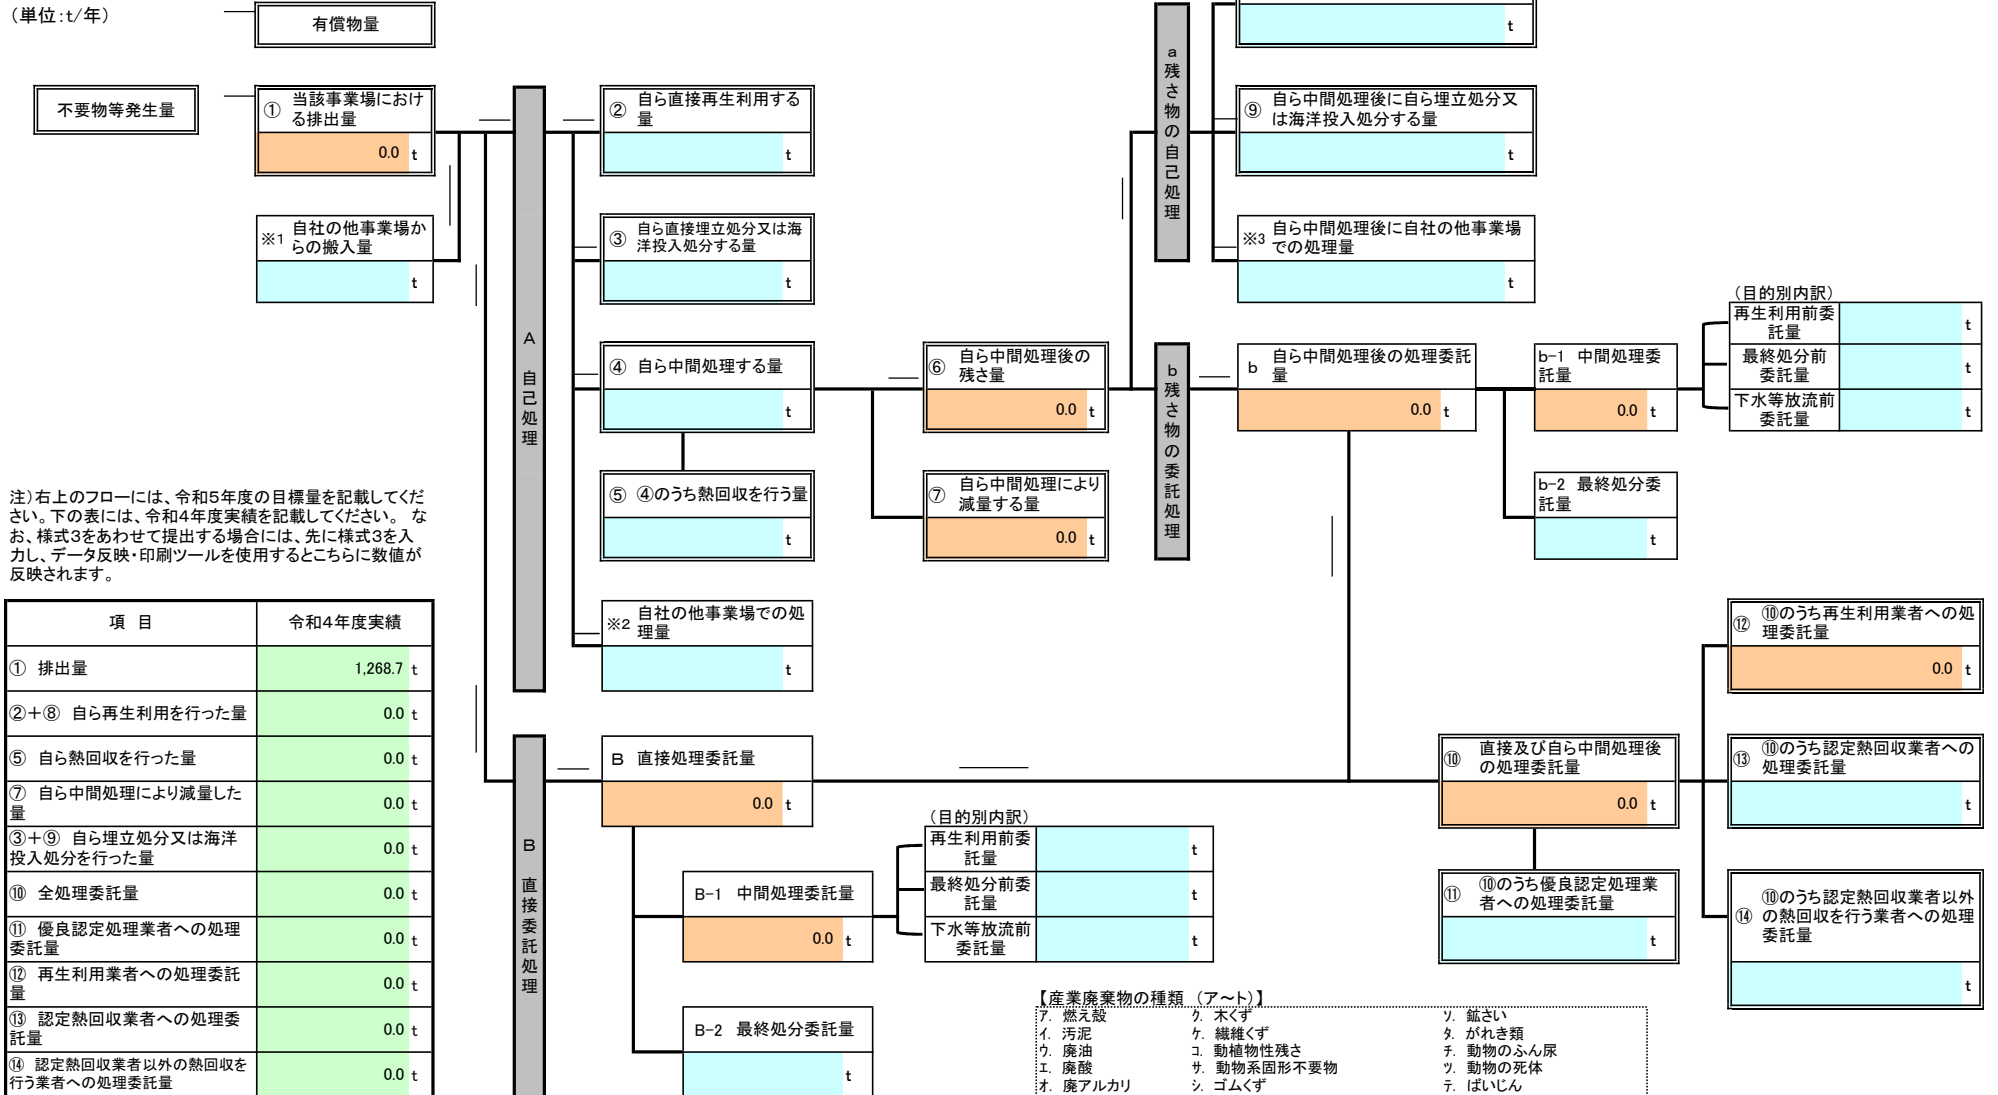 （単位：t/年）
有償物量
t
不要物等発生量
① 当該事業場におけ
る排出量
0.0 t
※1 自社の他事業場か
らの搬入量
t
A 自己処理
② 自ら直接再生利用する
量
t
③ 自ら直接埋立処分又は海
洋投入処分する量
t
④ 自ら中間処理する量
t
⑤ ④のうち熱回収を行う量
t
※2 自社の他事業場での処
理量
t
⑥ 自ら中間処理後の
残さ量
0.0 t
⑦ 自ら中間処理により
減量する量
0.0 t
a 残さ物の自己処理
⑨ 自ら中間処理後に自ら埋立処分又
は海洋投入処分する量
t
※3 自ら中間処理後に自社の他事業場
での処理量
t
b 残さ物の委託処理
b 自ら中間処理後の処理委託
量
0.0 t
b-1 中間処理委
託量
0.0 t
b-2 最終処分委
託量
t
（目的別内訳）
再生利用前委
託量
t
最終処分前
委託量
t
下水等放流前
委託量
t
注）右上のフローには、令和5年度の目標量を記載してくだ
さい。下の表には、令和4年度実績を記載してください。 な
お、様式3をあわせて提出する場合には、先に様式3を入
力し、データ反映・印刷ツールを使用するとこちらに数値が
反映されます。
項 目 令和4年度実績
① 排出量 1,268.7 t
②＋⑧ 自ら再生利用を行った量 0.0 t
⑤ 自ら熱回収を行った量 0.0 t
⑦ 自ら中間処理により減量した
量 0.0 t
③＋⑨ 自ら埋立処分又は海洋
投入処分を行った量 0.0 t
⑩ 全処理委託量 0.0 t
⑪ 優良認定処理業者への処理
委託量 0.0 t
⑫ 再生利用業者への処理委託
量 0.0 t
⑬ 認定熱回収業者への処理委
託量 0.0 t
⑭ 認定熱回収業者以外の熱回収を
行う業者への処理委託量 0.0 t
B 直接委託処理
B 直接処理委託量
0.0 t
B-1 中間処理委託量
0.0 t
B-2 最終処分委託量
t
（目的別内訳）
再生利用前委
託量
t
最終処分前委
託量
t
下水等放流前
委託量
t
⑩ 直接及び自ら中間処理後
の処理委託量
0.0 t
⑪ ⑩のうち優良認定処理業
者への処理委託量
t
⑫ ⑩のうち再生利用業者への処
理委託量
0.0 t
⑬ ⑩のうち認定熱回収業者への
処理委託量
t
⑭ ⑩のうち認定熱回収業者以外
の熱回収を行う業者への処理
委託量
t
【産業廃棄物の種類 （ア～ト）】
ア. 燃え殻 ク. 木くず ソ. 鉱さい
イ. 汚泥 ケ. 繊維くず タ. がれき類
ウ. 廃油 コ. 動植物性残さ チ. 動物のふん尿
エ. 廃酸 サ. 動物系固形不要物 ツ. 動物の死体
オ. 廃アルカリ シ. ゴムくず テ. ばいじん